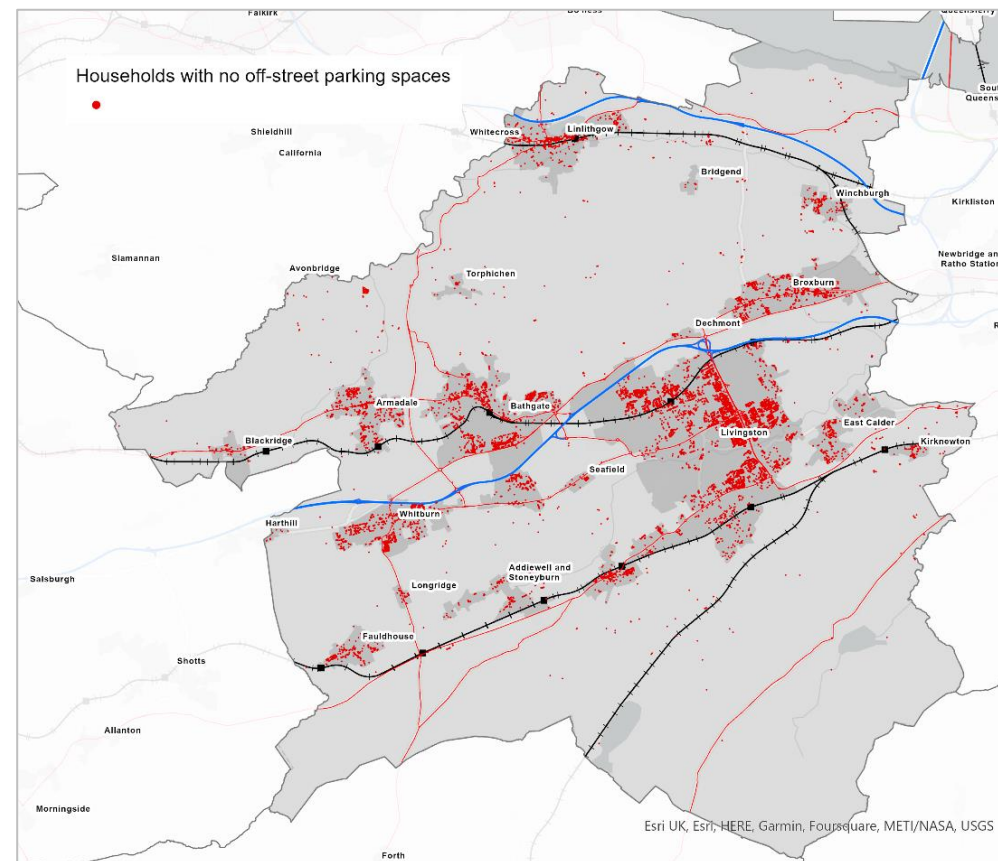 Falkirk
Bo'ness
Households with no off-street parking spaces
Shieldhill
California
Whitecross
Linlithgow
Bridgend
Winchburgh
Kirkliston
Slamannan
Avonbridge
Torphichen
Newbridge and
Ratho Station
Broxburn
Dechmont
Armadale
Bathgate
Blackridge
Livingston
East Calder
Kirknewton
Seafield
Harthill
Whitburn
Salsburgh
Longridge
Addiewell and
Stoneyburn
Fauldhouse
Shotts
Allanton
Morningside
Forth
Esri UK, Esri, HERE, Garmin, Foursquare, METI/NASA, USGS